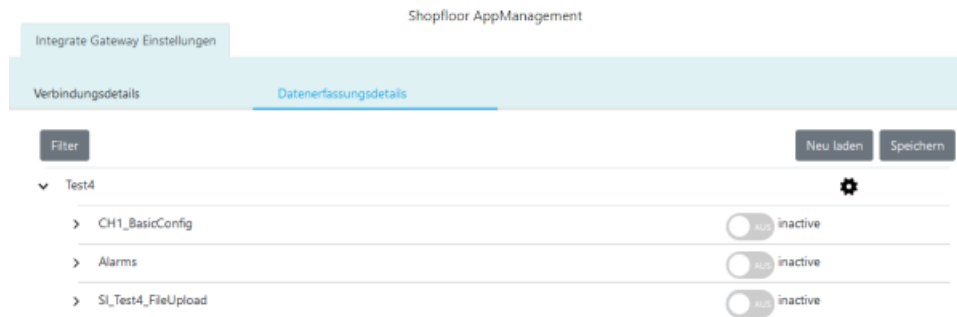 Shopfloor AppManagement
Integrate Gateway Einstellungen
Verbindungsdetails Datenerfassungsdetails
Filter Neu laden Speichern
Test4
CH1_BasicConfig AUS inactive
Alarms AUS inactive
SI_Test4_FileUpload AUS inactive